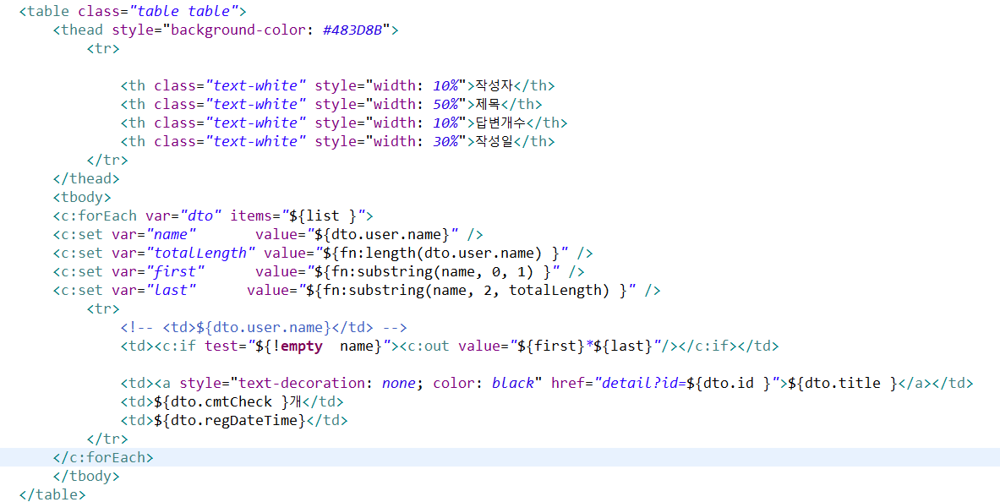 <table class="table table">
    <thead style="background-color: #483D8B">
        <tr>

            <th class="text-white" style="width: 10%">작성자</th>
            <th class="text-white" style="width: 50%">제목</th>
            <th class="text-white" style="width: 10%">답변개수</th>
            <th class="text-white" style="width: 30%">작성일</th>
        </tr>
    </thead>
    <tbody>
    <c:forEach var="dto" items="${list }">
    <c:set var="name"       value="${dto.user.name}" />
    <c:set var="totalLength" value="${fn:length(dto.user.name) }" />
    <c:set var="first"      value="${fn:substring(name, 0, 1) }" />
    <c:set var="last"      value="${fn:substring(name, 2, totalLength) }" />
        <tr>
            <!-- <td>${dto.user.name}</td> -->
            <td><c:if test="${!empty  name}"><c:out value="${first}*${last}"/></c:if></td>

            <td><a style="text-decoration: none; color: black" href="detail?id=${dto.id }">${dto.title }</a></td>
            <td>${dto.cmtCheck }개</td>
            <td>${dto.regDateTime}</td>
        </tr>
    </c:forEach>
    </tbody>
</table>